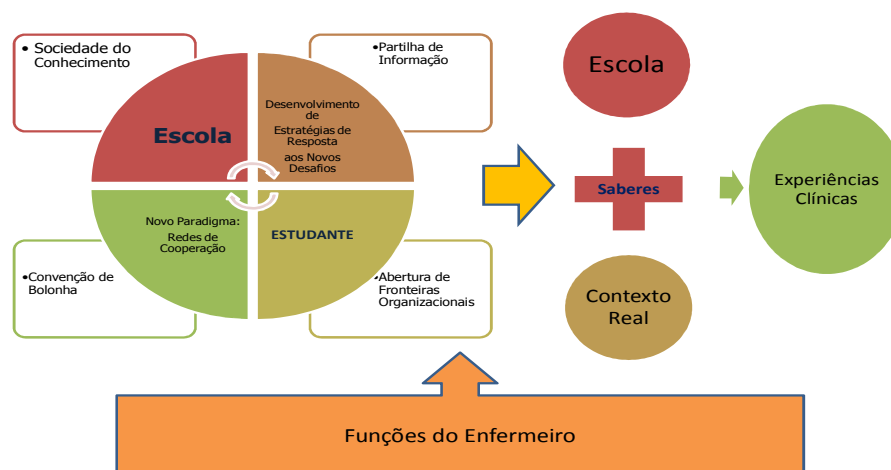 • Sociedade do
Conhecimento
•Partilha de
Informação
Escola
Desenvolvimento
de
Estratégias de
Resposta
aos Novos
Desafios
Novo Paradigma:
Redes de
Cooperação
ESTUDANTE
•Convenção de
Bolonha
•Abertura de
Fronteiras
Organizacionais
Escola
Saberes
Contexto
Real
Experiências
Clínicas
Funções do Enfermeiro